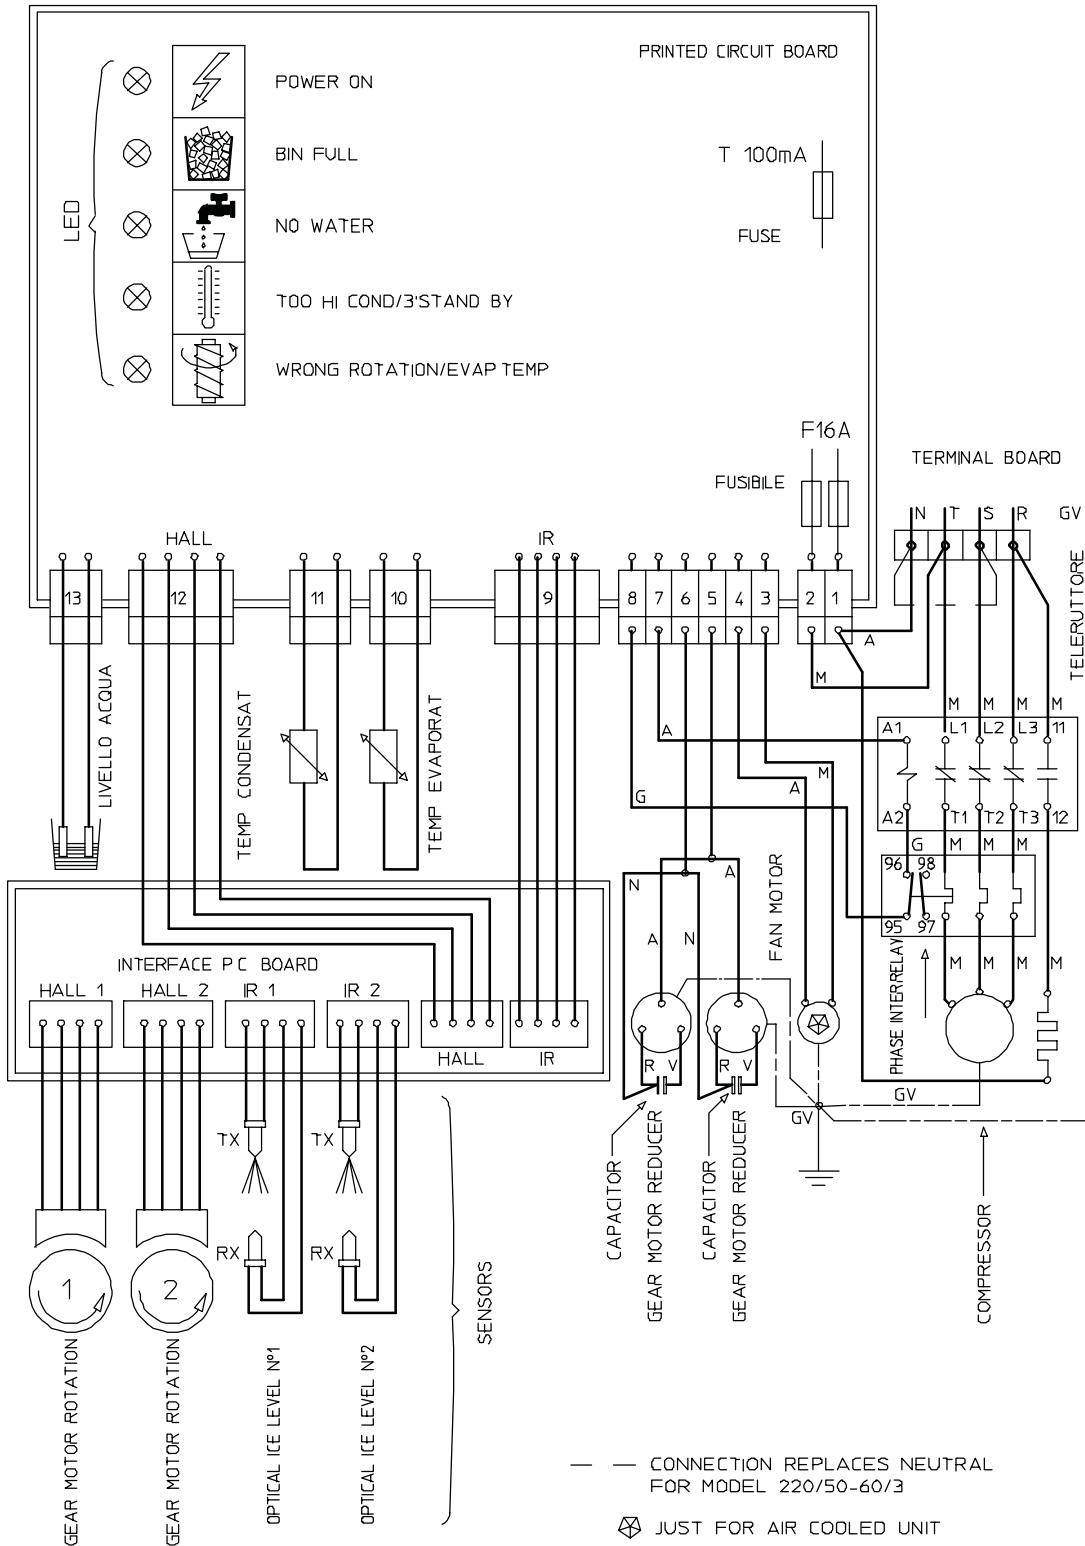 PRINTED CIRCUIT BOARD
LED
POWER ON
BIN FULL
NO WATER
TOO HI COND/3'STAND BY
WRONG ROTATION/EVAP TEMP
T 100mA
FUSE
F16A
FUSIBILE
TERMINAL BOARD
N T S R GV
TELERUTTORE
HALL
IR
13 12 11 10 9 8 7 6 5 4 3 2 1
A
M
LIVELLO ACQUA
TEMP CONDENSAT
TEMP EVAPORAT
M M M M
A1 L1 L2 L3 11
A
M
A
G
A2 T1 T2 T3 12
G M M M
96 98
95 97
N A
A N
FAN MOTOR
PHASE INTERRELAY
M M M M
INTERFACE PC BOARD
HALL 1 HALL 2 IR 1 IR 2
HALL IR
R V R V
GV
GV
TX TX
RX RX
CAPACITOR
GEAR MOTOR REDUCER
CAPACITOR
GEAR MOTOR REDUCER
COMPRESSOR
1 2
SENSORS
GEAR MOTOR ROTATION
GEAR MOTOR ROTATION
OPTICAL ICE LEVEL Nº1
OPTICAL ICE LEVEL Nº2
CONNECTION REPLACES NEUTRAL
FOR MODEL 220/50-60/3
JUST FOR AIR COOLED UNIT